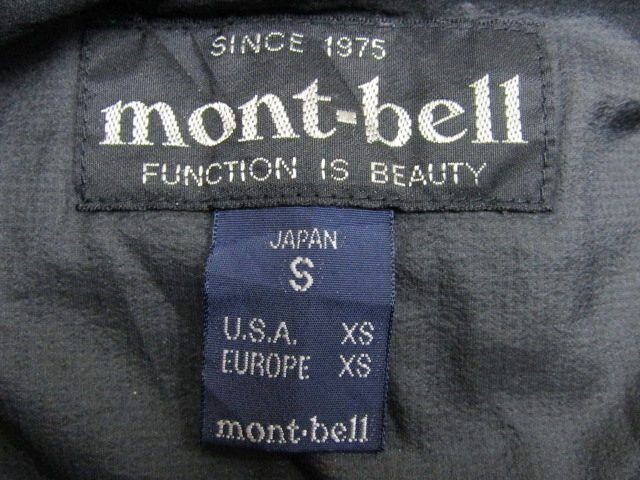 SINCE 1975
mont-bell
FUNCTION IS BEAUTY
JAPAN
S
U.S.A. XS
EUROPE XS
mont·bell